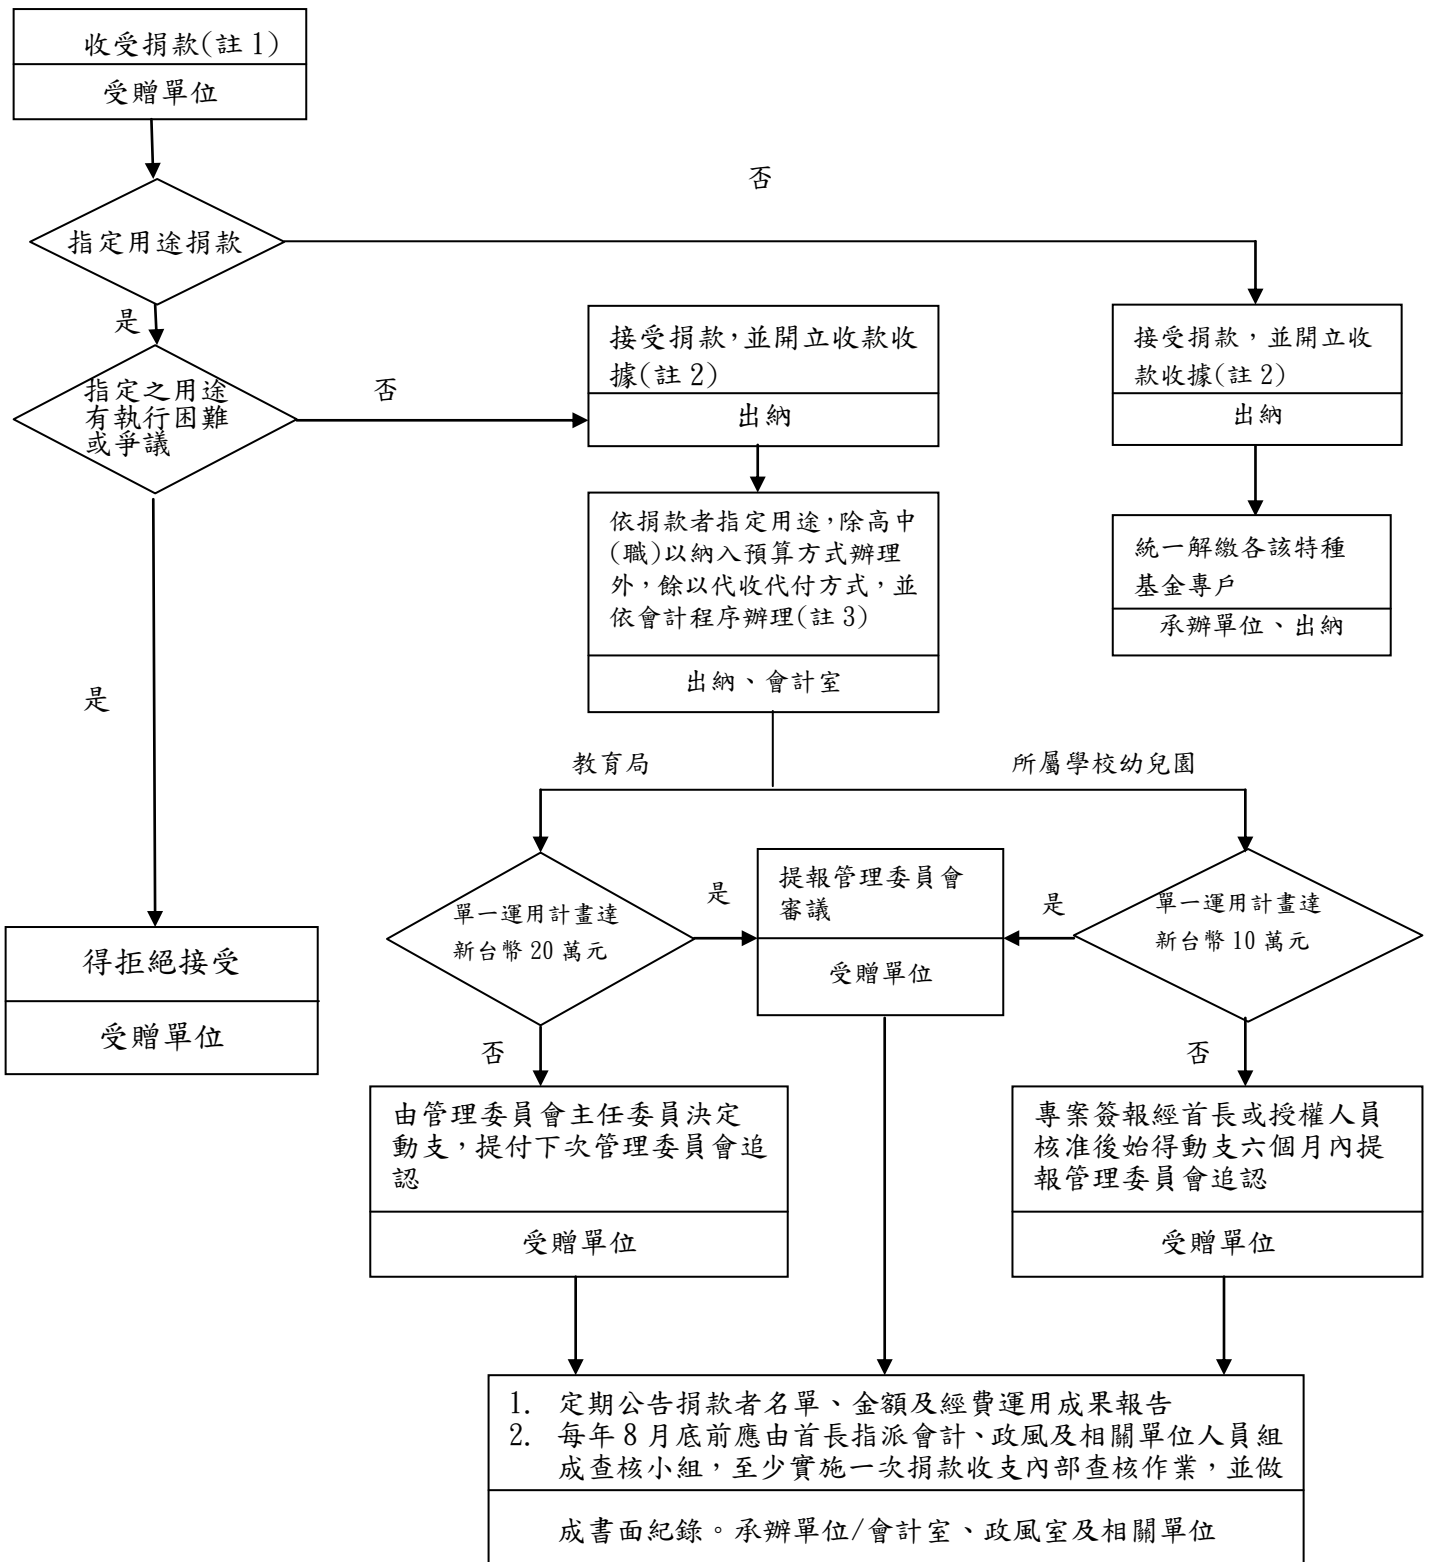 收受捐款(註 1)
受贈單位
否
指定用途捐款
是
指定之用途
有執行困難
或爭議
否
接受捐款,並開立收款收
據(註 2)
出納
接受捐款,並開立收
款收據(註 2)
出納
依捐款者指定用途,除高中
(職)以納入預算方式辦理
外,餘以代收代付方式,並
依會計程序辦理(註 3)
出納、會計室
統一解繳各該特種
基金專戶
承辦單位、出納
是
教育局
所屬學校幼兒園
單一運用計畫達
新台幣 20 萬元
是
提報管理委員會
審議
受贈單位
是
單一運用計畫達
新台幣 10 萬元
得拒絕接受
受贈單位
否
否
由管理委員會主任委員決定
動支,提付下次管理委員會追
認
受贈單位
專案簽報經首長或授權人員
核准後始得動支六個月內提
報管理委員會追認
受贈單位
1. 定期公告捐款者名單、金額及經費運用成果報告
2. 每年 8 月底前應由首長指派會計、政風及相關單位人員組
成查核小組,至少實施一次捐款收支內部查核作業,並做
成書面紀錄。承辦單位/會計室、政風室及相關單位